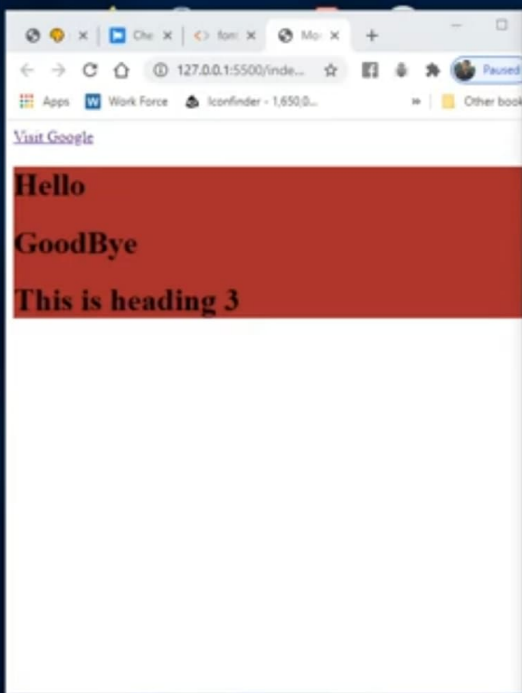 Che
fon
Mo
127.0.0.1:5500/inde...
Paused
Apps
Work Force
Iconfinder - 1,650,0...
Other book
Visit Google
Hello
GoodBye
This is heading 3